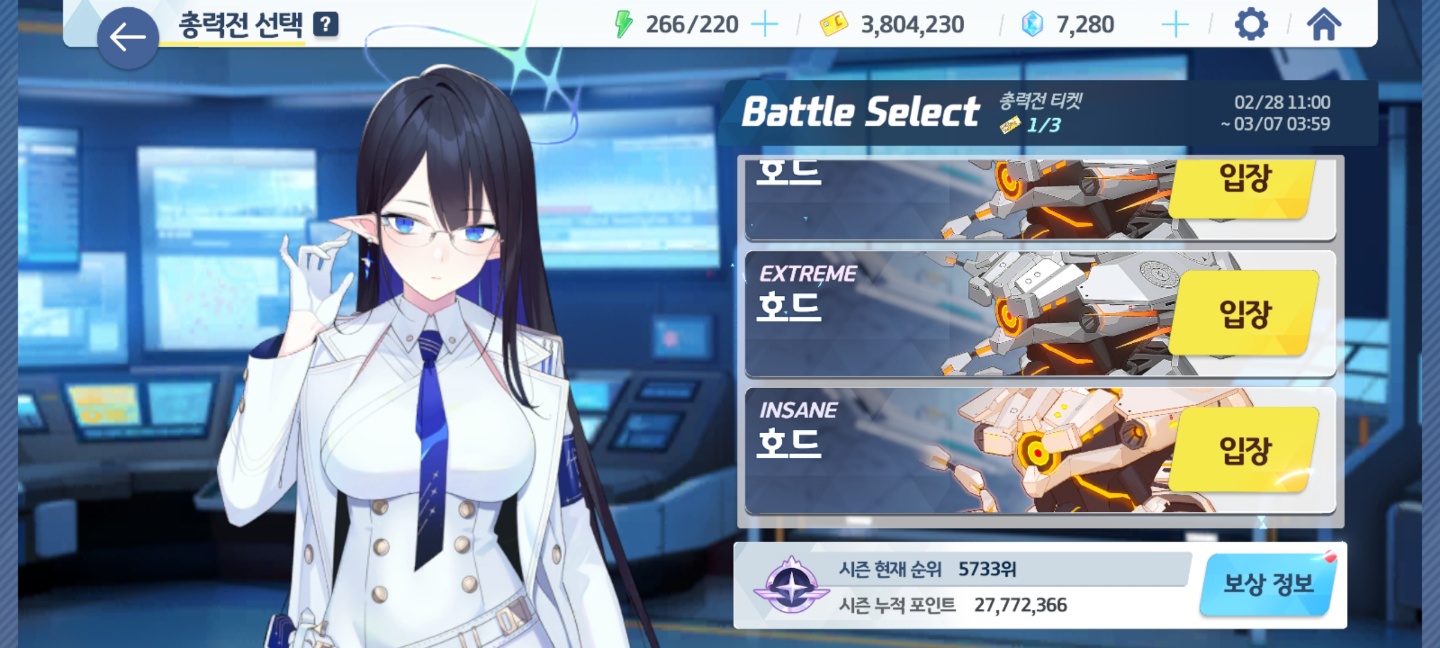 총력전 선택 ?
266/220
3,804,230
7,280
Battle Select
총력전 티켓
1/3
02/28 11:00
~ 03/07 03:59
호드
입장
EXTREME
호드
입장
INSANE
호드
입장
시즌 현재 순위 5733위
시즌 누적 포인트 27,772,366
보상 정보